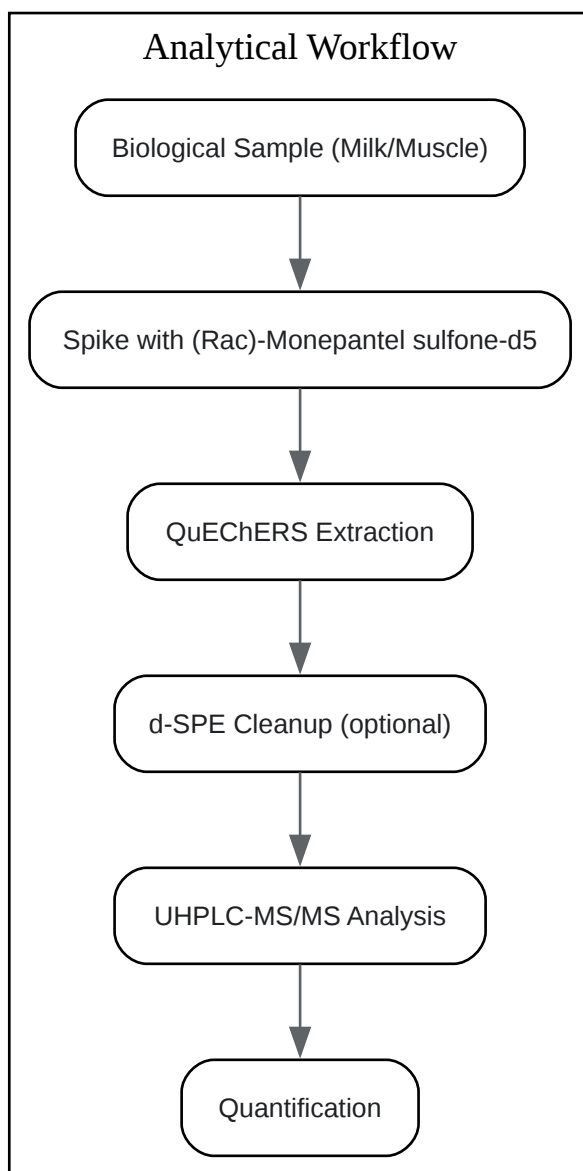 Analytical Workflow
Biological Sample (Milk/Muscle)
Spike with (Rac)-Monepantel sulfone-d5
QuEChERS Extraction
d-SPE Cleanup (optional)
UHPLC-MS/MS Analysis
Quantification